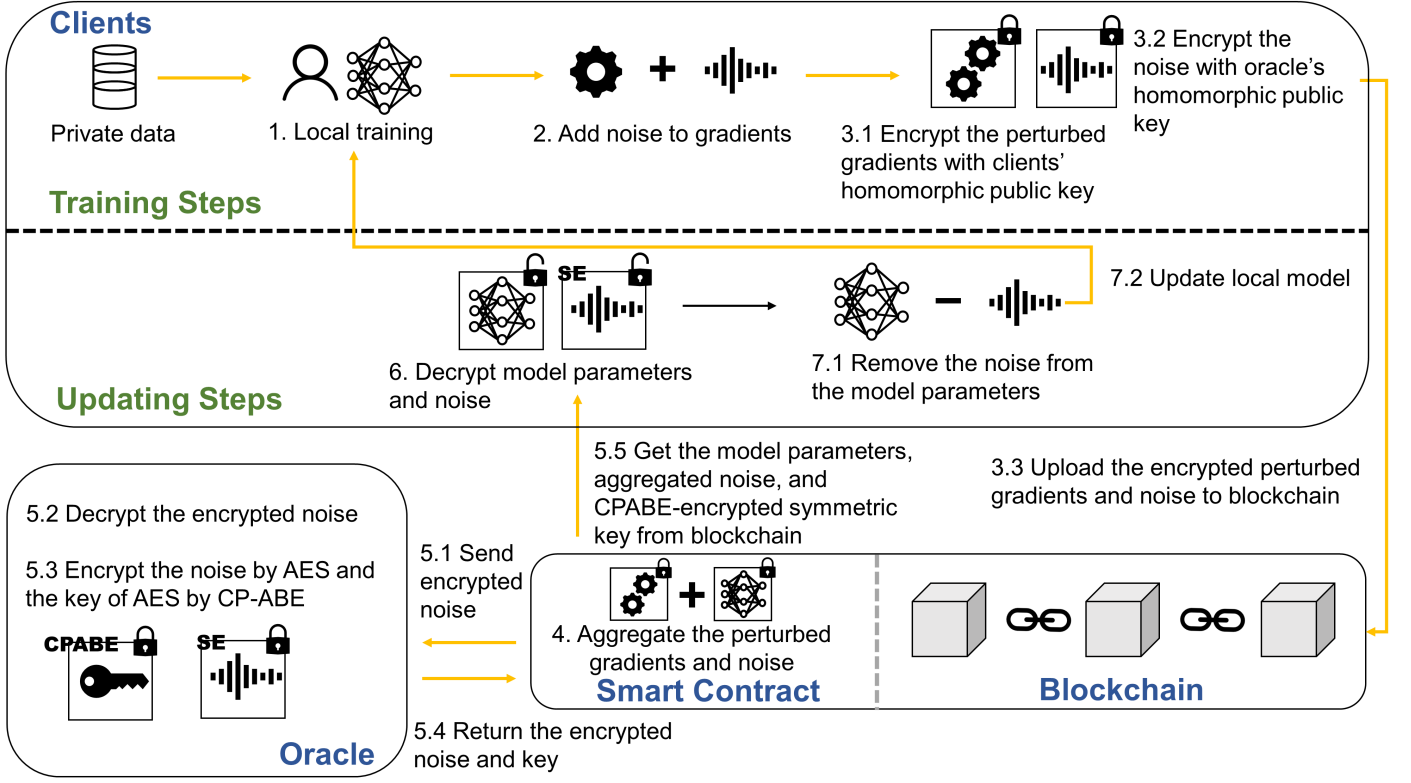 Clients
Private data
1. Local training
2. Add noise to gradients
3.1 Encrypt the perturbed
gradients with clients’
homomorphic public key
3.2 Encrypt the
noise with oracle’s
homomorphic public
key
Training Steps
SE
7.2 Update local model
6. Decrypt model parameters
and noise
7.1 Remove the noise from
the model parameters
Updating Steps
5.5 Get the model parameters,
aggregated noise, and
CPABE-encrypted symmetric
key from blockchain
3.3 Upload the encrypted perturbed
gradients and noise to blockchain
5.2 Decrypt the encrypted noise
5.3 Encrypt the noise by AES and
the key of AES by CP-ABE
CPABE
SE
Oracle
5.1 Send
encrypted
noise
5.4 Return the encrypted
noise and key
4. Aggregate the perturbed
gradients and noise
Smart Contract
Blockchain